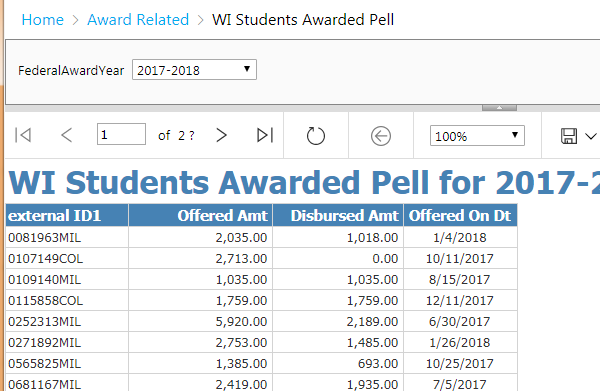 Home > Award Related > WI Students Awarded Pell
FederalAwardYear 2017-2018
1 of 2 ? 100%
WI Students Awarded Pell for 2017-2
external ID1 Offered Amt Disbursed Amt Offered On Dt
0081963MIL 2,035.00 1,018.00 1/4/2018
0107149COL 2,713.00 0.00 10/11/2017
0109140MIL 1,035.00 1,035.00 8/15/2017
0115858COL 1,759.00 1,759.00 12/11/2017
0252313MIL 5,920.00 2,189.00 6/30/2017
0271892MIL 2,753.00 1,485.00 1/26/2018
0565825MIL 1,385.00 693.00 10/25/2017
0681167MIL 2,419.00 1,935.00 7/5/2017